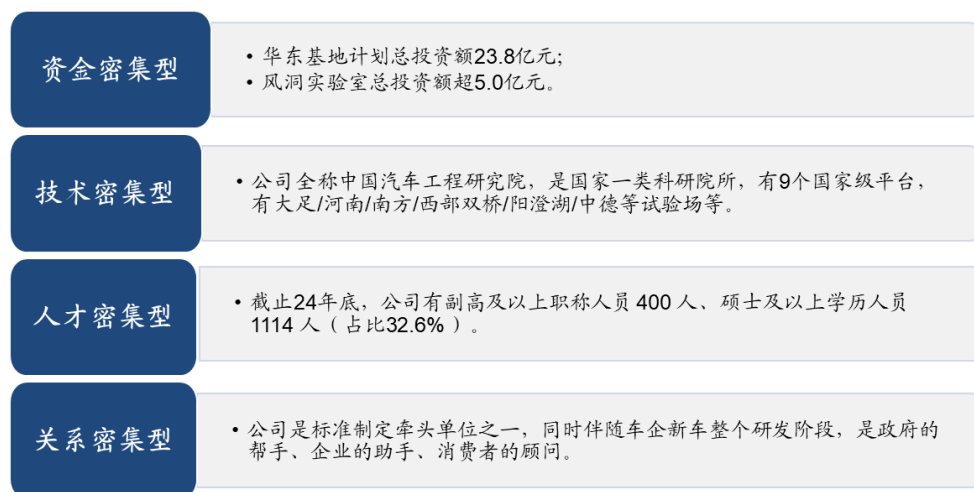 资金密集型
• 华东基地计划总投资额23.8亿元;
• 风洞实验室总投资额超5.0亿元。
技术密集型
• 公司全称中国汽车工程研究院，是国家一类科研院所，有9个国家级平台，
有大足/河南/南方/西部双桥/阳澄湖/中德等试验场等。
人才密集型
• 截止24年底，公司有副高及以上职称人员 400 人、硕士及以上学历人员
1114 人（占比32.6% ）。
关系密集型
• 公司是标准制定牵头单位之一，同时伴随车企新车整个研发阶段，是政府的
帮手、企业的助手、消费者的顾问。